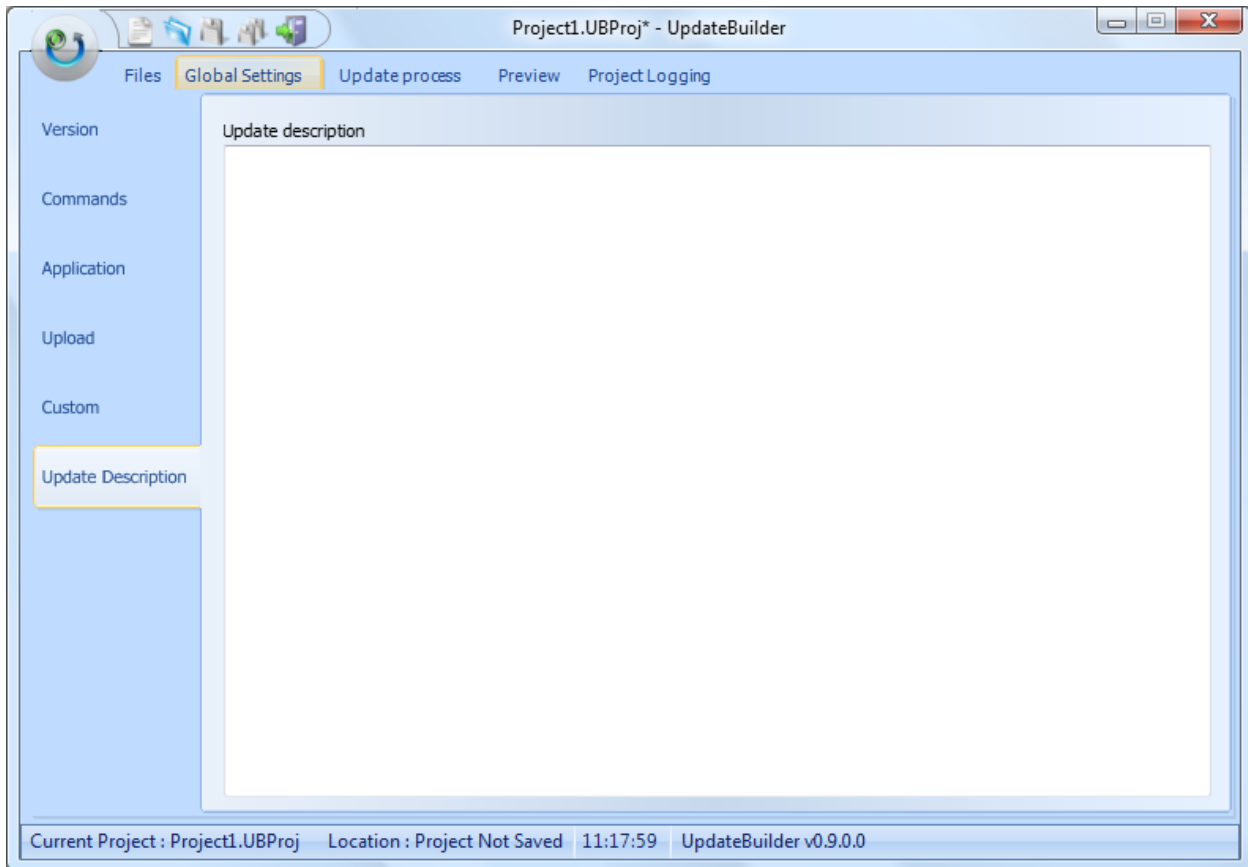 Project1.UBProj* - UpdateBuilder
Files Global Settings Update process Preview Project Logging
Version
Update description
Commands
Application
Upload
Custom
Update Description
Current Project : Project1.UBProj Location : Project Not Saved 11:17:59 UpdateBuilder v0.9.0.0